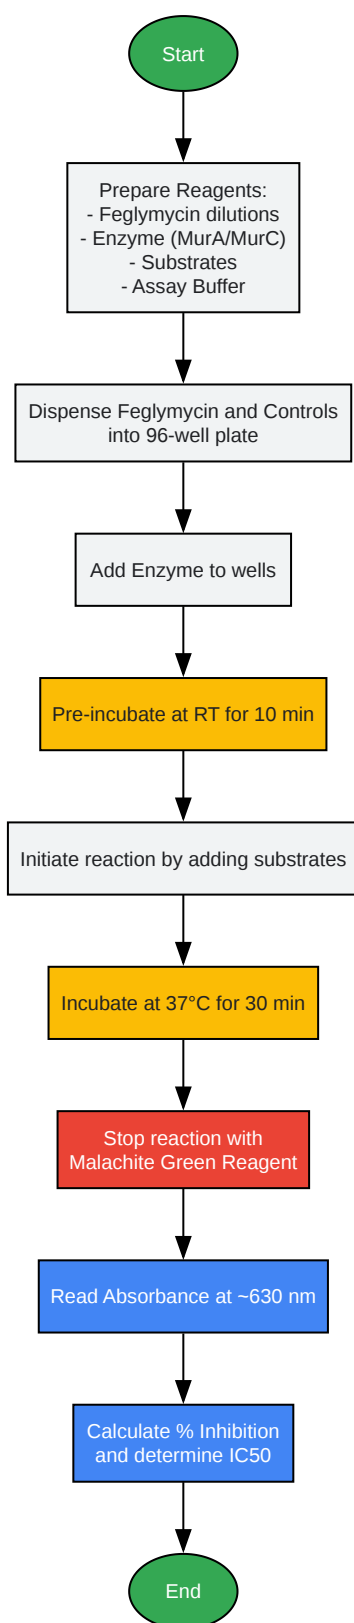 Start
Prepare Reagents:
- Feglymycin dilutions
- Enzyme (MurA/MurC)
- Substrates
- Assay Buffer
Dispense Feglymycin and Controls
into 96-well plate
Add Enzyme to wells
Pre-incubate at RT for 10 min
Initiate reaction by adding substrates
Incubate at 37°C for 30 min
Stop reaction with
Malachite Green Reagent
Read Absorbance at ~630 nm
Calculate % Inhibition
and determine IC50
End